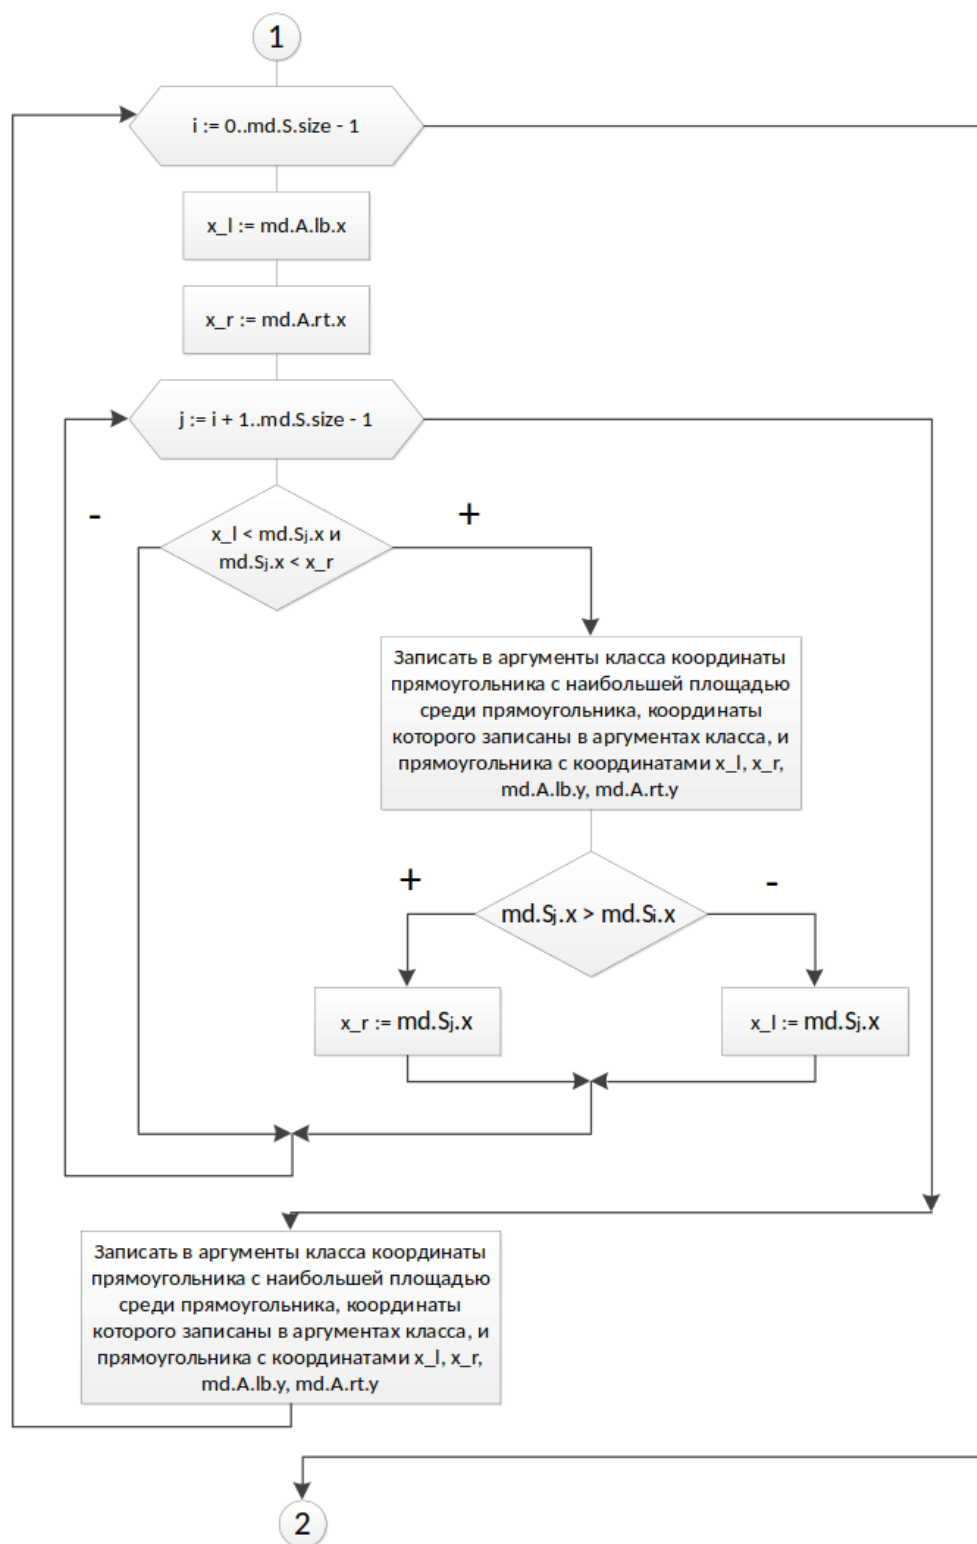 1
i := 0..md.S.size - 1
x_l := md.A.lb.x
x_r := md.A.rt.x
j := i + 1..md.S.size - 1
-
+
x_l < md.Sj.x и
md.Sj.x < x_r
Записать в аргументы класса координаты
прямоугольника с наибольшей площадью
среди прямоугольника, координаты
которого записаны в аргументах класса, и
прямоугольника с координатами x_l, x_r,
md.A.lb.y, md.A.rt.y
+
-
md.Sj.x > md.Si.x
x_r := md.Sj.x
x_l := md.Sj.x
Записать в аргументы класса координаты
прямоугольника с наибольшей площадью
среди прямоугольника, координаты
которого записаны в аргументах класса, и
прямоугольника с координатами x_l, x_r,
md.A.lb.y, md.A.rt.y
2